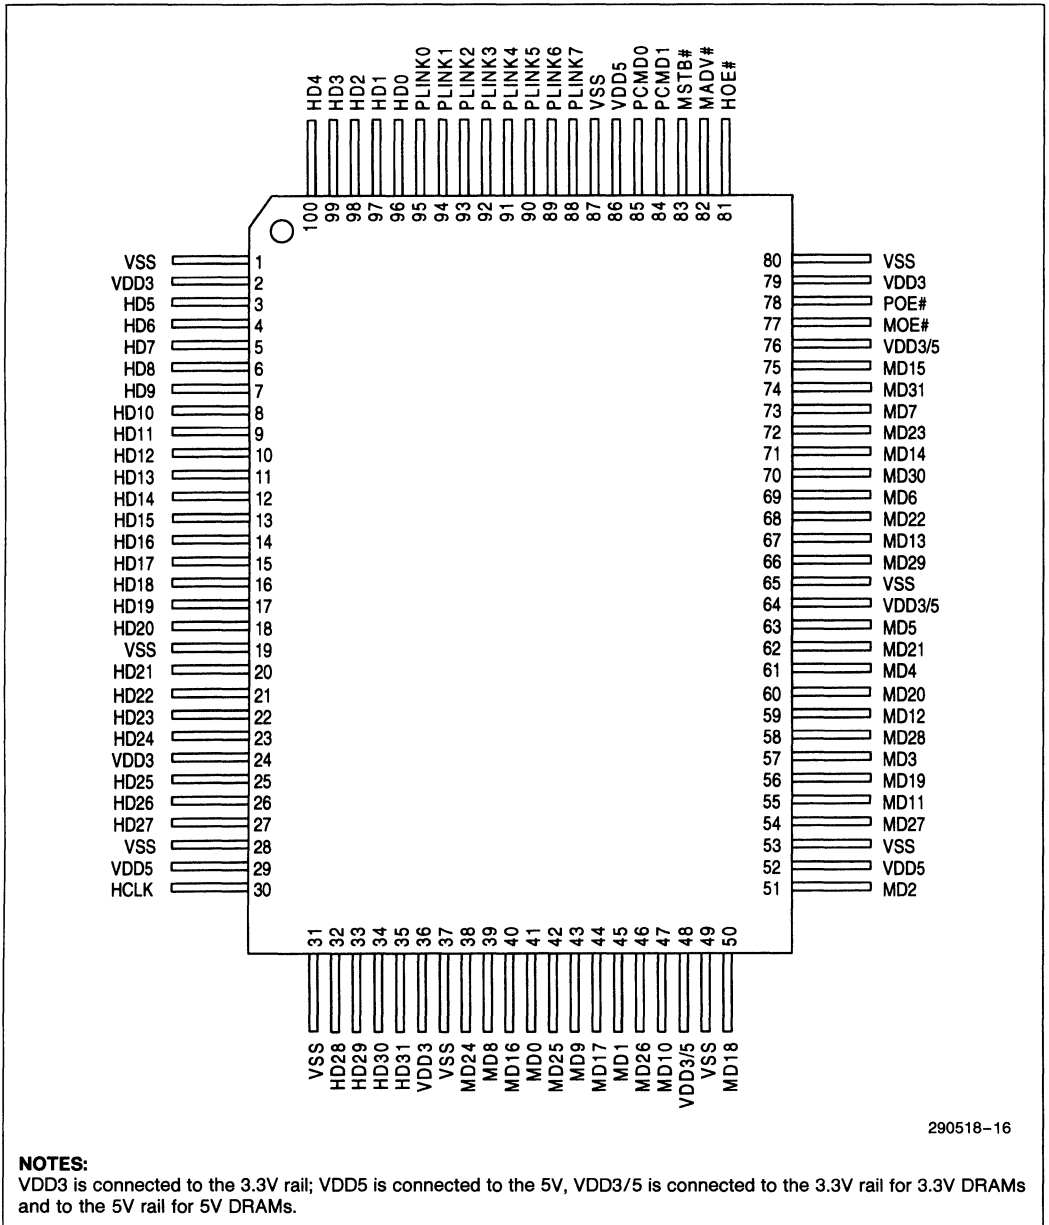 HD4 HD3 HD2 HD1 HD0 PLINK0 PLINK1 PLINK2 PLINK3 PLINK4 PLINK5 PLINK6 PLINK7 VSS VDD5 PCMD0 PCMD1 MSTB# MADV# HOE#
100 99 98 97 96 95 94 93 92 91 90 89 88 87 86 85 84 83 82 81
VSS 1 80 VSS
VDD3 2 79 VDD3
HD5 3 78 POE#
HD6 4 77 MOE#
HD7 5 76 VDD3/5
HD8 6 75 MD15
HD9 7 74 MD31
HD10 8 73 MD7
HD11 9 72 MD23
HD12 10 71 MD14
HD13 11 70 MD30
HD14 12 69 MD6
HD15 13 68 MD22
HD16 14 67 MD13
HD17 15 66 MD29
HD18 16 65 VSS
HD19 17 64 VDD3/5
HD20 18 63 MD5
VSS 19 62 MD21
HD21 20 61 MD4
HD22 21 60 MD20
HD23 22 59 MD12
HD24 23 58 MD28
VDD3 24 57 MD3
HD25 25 56 MD19
HD26 26 55 MD11
HD27 27 54 MD27
VSS 28 53 VSS
VDD5 29 52 VDD5
HCLK 30 51 MD2
31 32 33 34 35 36 37 38 39 40 41 42 43 44 45 46 47 48 49 50
VSS HD28 HD29 HD30 HD31 VDD3 VSS MD24 MD8 MD16 MD0 MD25 MD9 MD17 MD1 MD26 MD10 VDD3/5 VSS MD18
290518–16
NOTES:
VDD3 is connected to the 3.3V rail; VDD5 is connected to the 5V, VDD3/5 is connected to the 3.3V rail for 3.3V DRAMs
and to the 5V rail for 5V DRAMs.